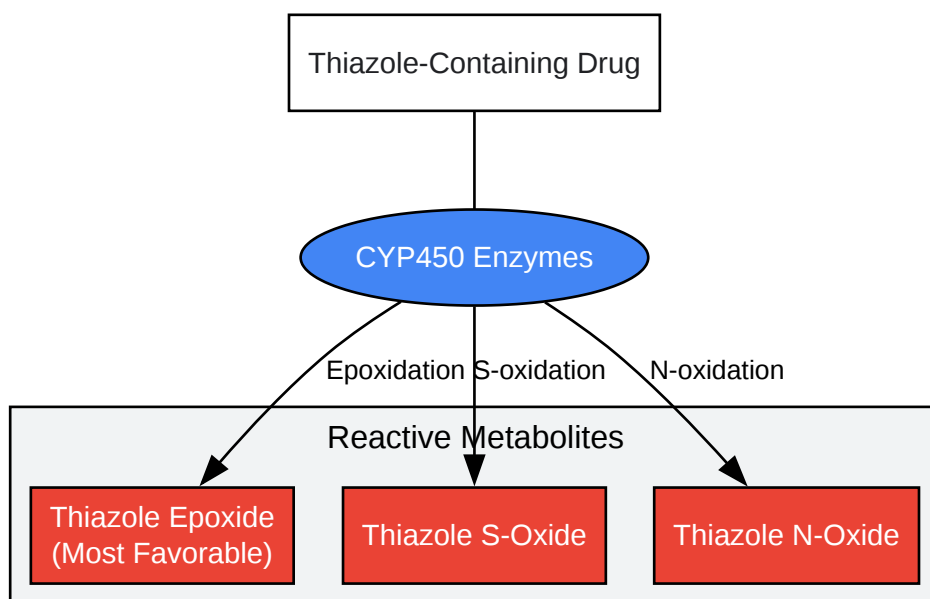 Thiazole-Containing Drug
CYP450 Enzymes
Epoxidation
S-oxidation
N-oxidation
Reactive Metabolites
Thiazole Epoxide
(Most Favorable)
Thiazole S-Oxide
Thiazole N-Oxide